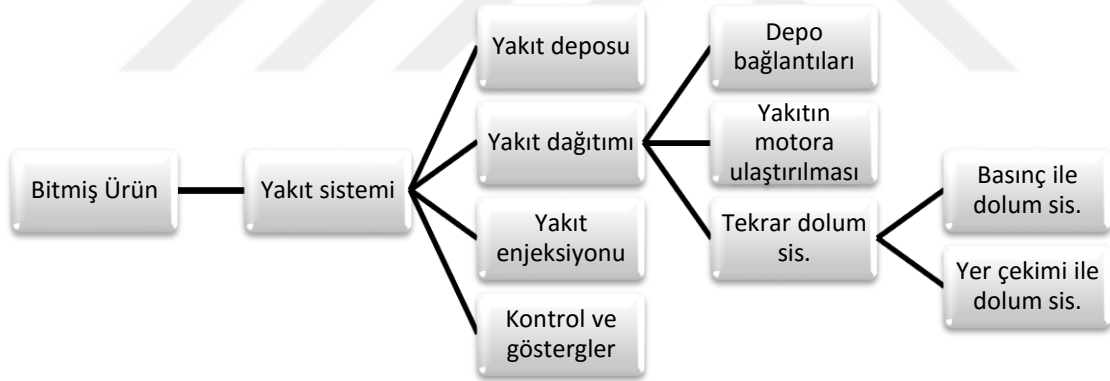 Bitmiş Ürün
Yakıt sistemi
Yakıt deposu
Yakıt dağıtımı
Yakıt
enjeksiyonu
Kontrol ve
göstergler
Depo
bağlantıları
Yakıtın
motora
ulaştırılması
Tekrar dolum
sis.
Basınç ile
dolum sis.
Yer çekimi ile
dolum sis.